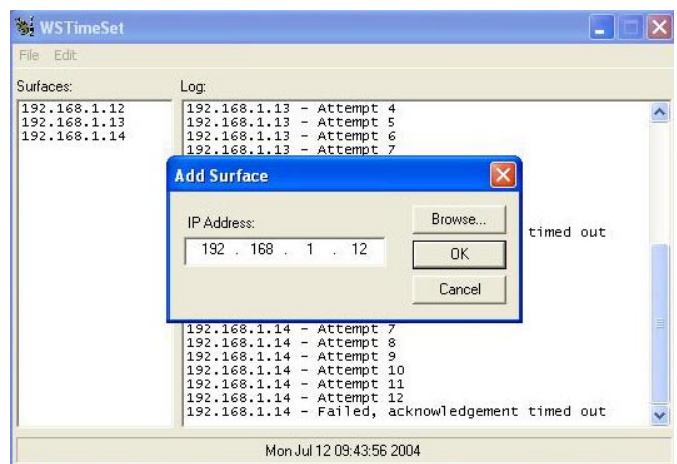 WSTimeSet
File Edit
Surfaces:
192.168.1.12
192.168.1.13
192.168.1.14
Log:
192.168.1.13 - Attempt 4
192.168.1.13 - Attempt 5
192.168.1.13 - Attempt 6
192.168.1.13 - Attempt 7
timed out
Add Surface
IP Address:
192 . 168 . 1 . 12
Browse...
OK
Cancel
192.168.1.14 - Attempt 7
192.168.1.14 - Attempt 8
192.168.1.14 - Attempt 9
192.168.1.14 - Attempt 10
192.168.1.14 - Attempt 11
192.168.1.14 - Attempt 12
192.168.1.14 - Failed, acknowledgement timed out
Mon Jul 12 09:43:56 2004